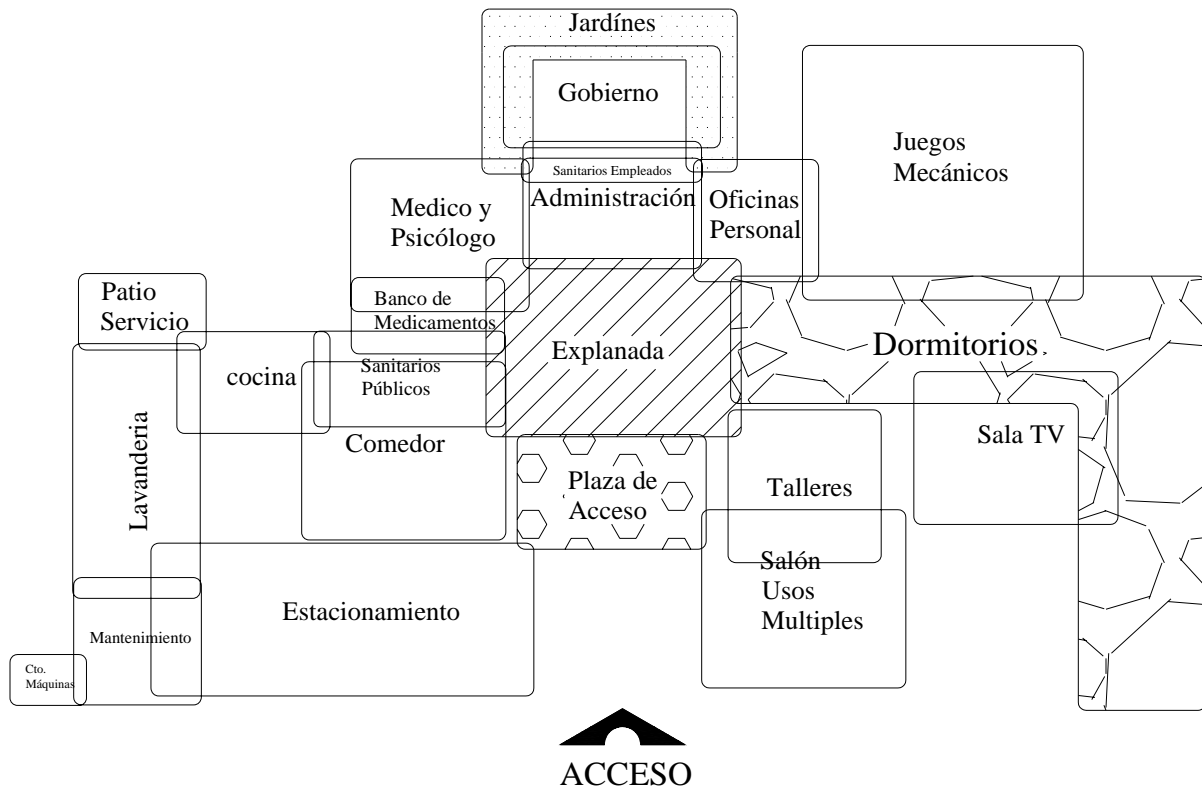 Jardínes
Gobierno
Juegos
Mecánicos
Sanitarios Empleados
Administración
Oficinas
Personal
Medico y
Psicólogo
Patio
Servicio
Banco de
Medicamentos
Explanada
Dormitorios
cocina
Sanitarios
Públicos
Comedor
Sala TV
Lavanderia
Plaza de
Acceso
Talleres
Salón
Usos
Multiples
Estacionamiento
Mantenimiento
Cto.
Máquinas
ACCESO